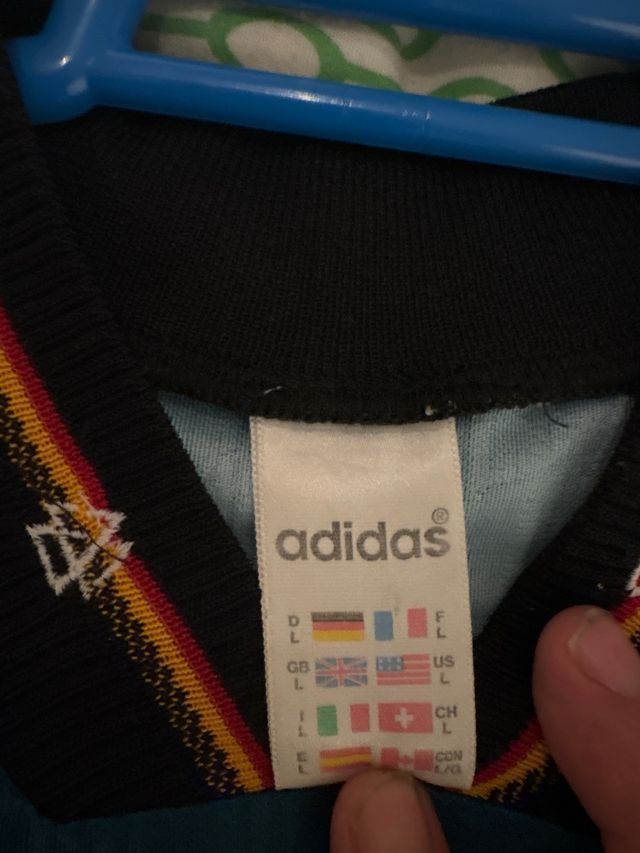 adidas®
D L F L
GB L US L
I L CH L
E L CDN L/G